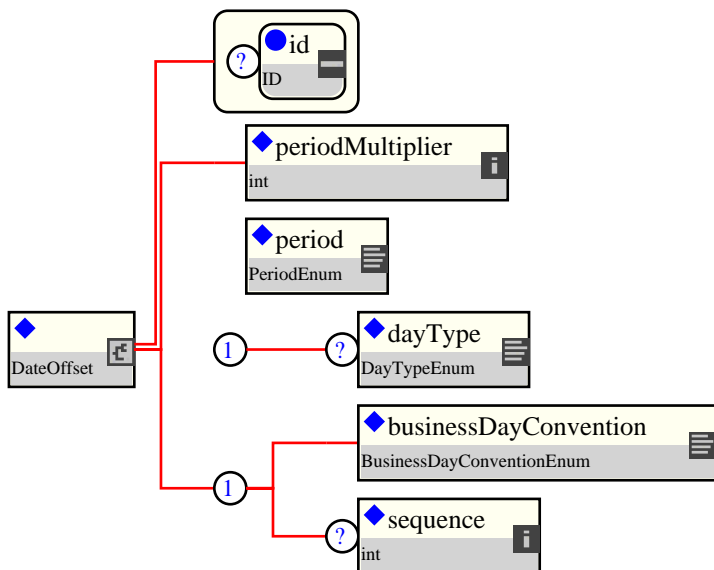 ? id
ID
periodMultiplier
int
period
PeriodEnum
DateOffset
1 ? dayType
DayTypeEnum
businessDayConvention
BusinessDayConventionEnum
1
? sequence
int